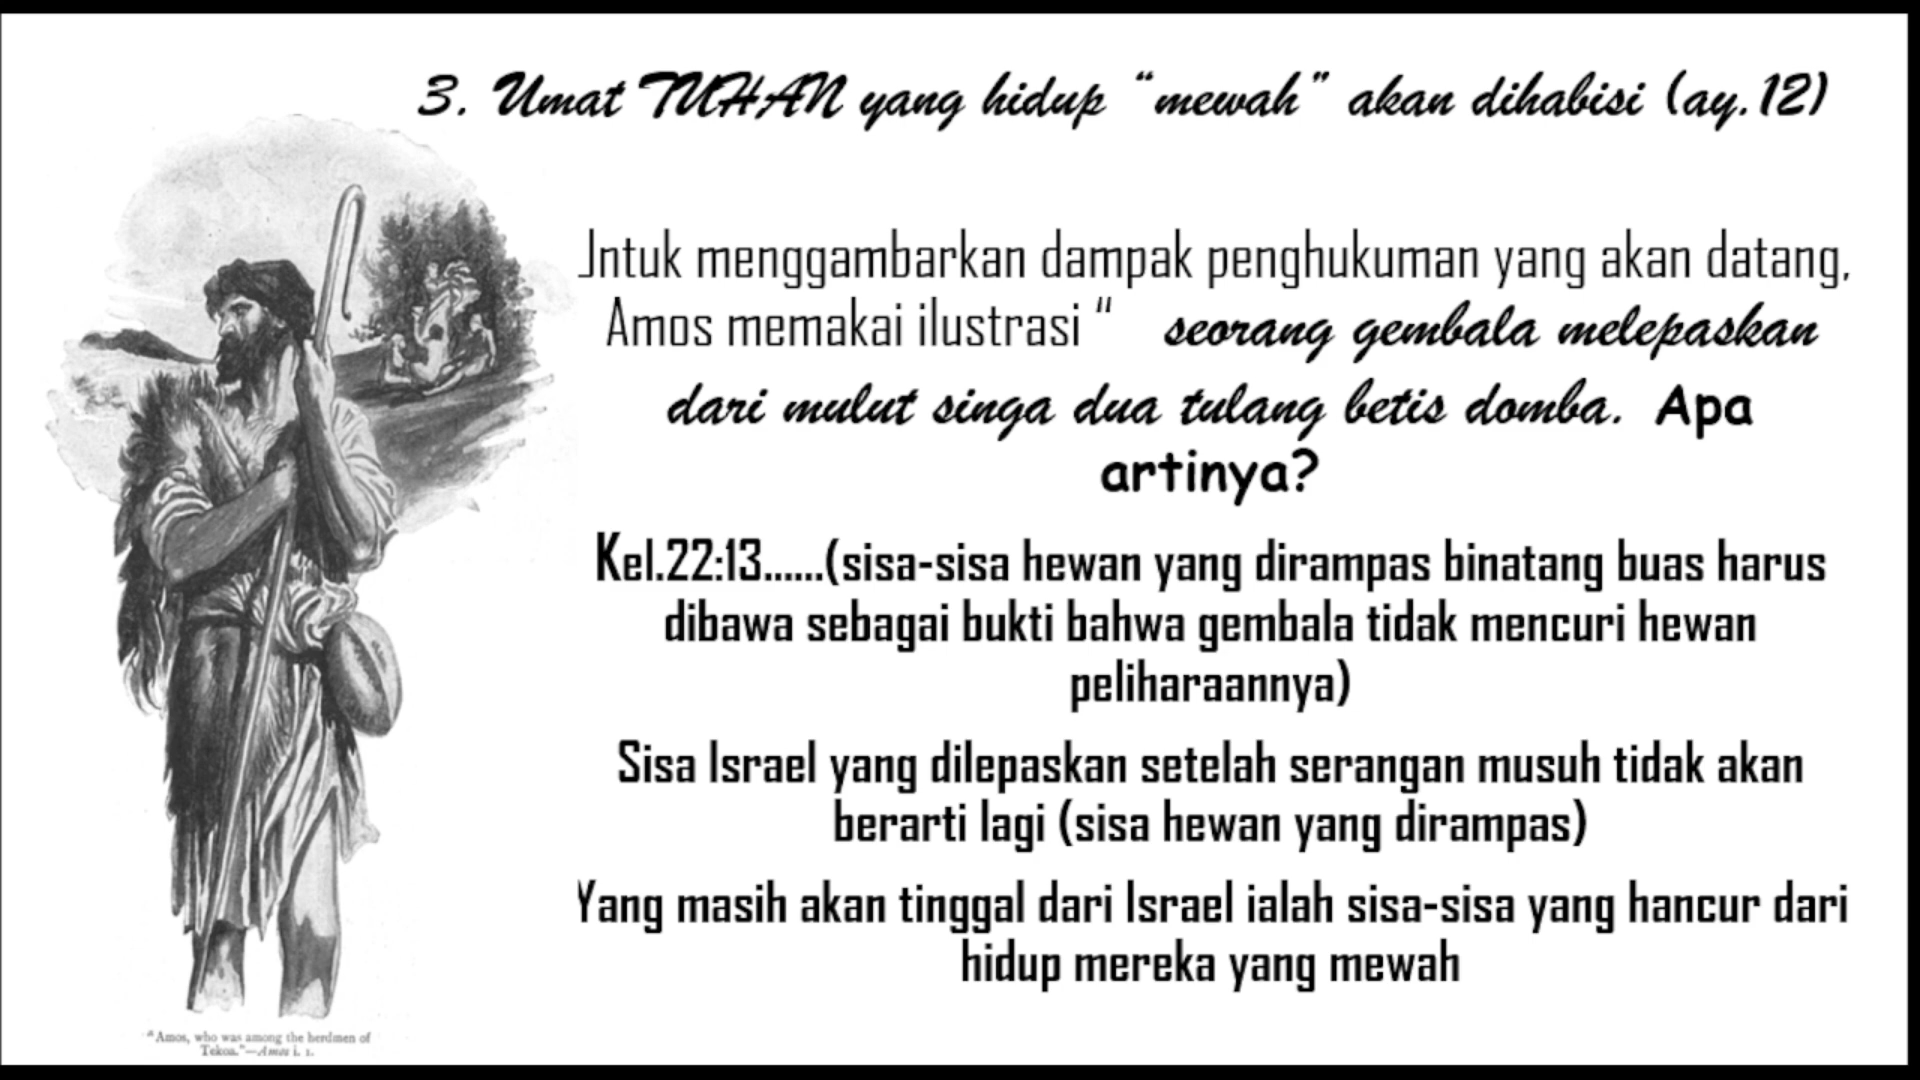 3. Umat TUHAN yang hidup “mewah” akan dihabisi (ay.12)
Untuk menggambarkan dampak penghukuman yang akan datang,
Amos memakai ilustrasi “ seorang gembala melepaskan
dari mulut singa dua tulang betis domba. Apa
artinya?
Kel.22:13......(sisa-sisa hewan yang dirampas binatang buas harus
dibawa sebagai bukti bahwa gembala tidak mencuri hewan
peliharaannya)
Sisa Israel yang dilepaskan setelah serangan musuh tidak akan
berarti lagi (sisa hewan yang dirampas)
Yang masih akan tinggal dari Israel ialah sisa-sisa yang hancur dari
hidup mereka yang mewah
“Amos, who was among the herdmen of
Tekoa.”—Amos i. 1.